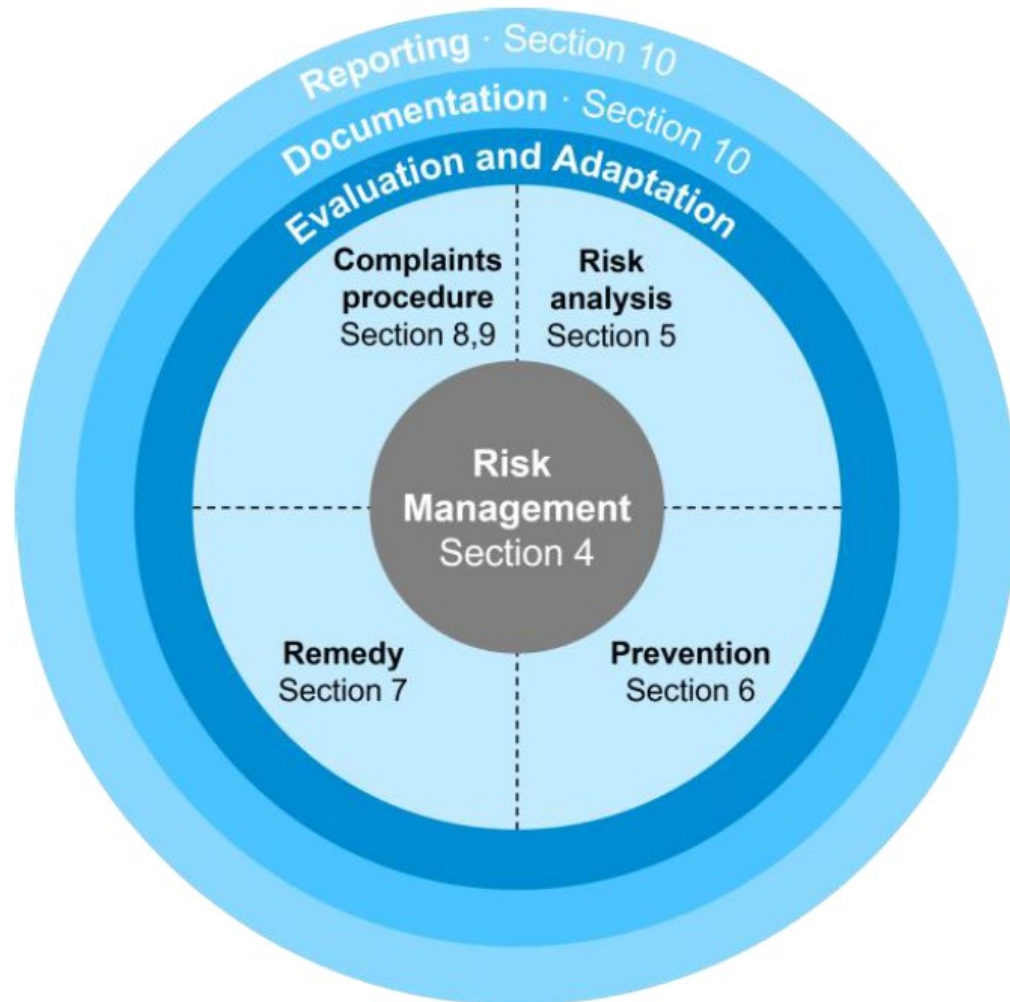 Reporting · Section 10
Documentation · Section 10
Evaluation and Adaptation
Complaints
procedure
Section 8,9
Risk
analysis
Section 5
Risk
Management
Section 4
Remedy
Section 7
Prevention
Section 6